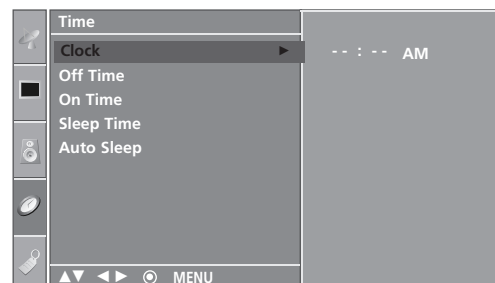 Time
Clock ► -- : -- AM
Off Time
On Time
Sleep Time
Auto Sleep
▲▼ ◄► ◉ MENU